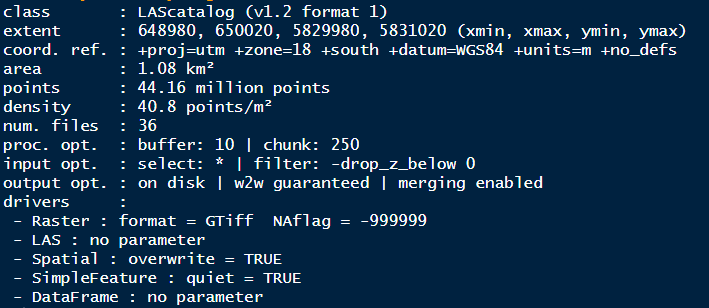 class       : LAScatalog (v1.2 format 1)
extent      : 648980, 650020, 5829980, 5831020 (xmin, xmax, ymin, ymax)
coord. ref. : +proj=utm +zone=18 +south +datum=WGS84 +units=m +no_defs
area        : 1.08 km²
points      : 44.16 million points
density     : 40.8 points/m²
num. files  : 36
proc. opt.  : buffer: 10 | chunk: 250
input opt.  : select: * | filter: -drop_z_below 0
output opt. : on disk | w2w guaranteed | merging enabled
drivers     :
 - Raster : format = GTiff  NAflag = -999999
 - LAS : no parameter
 - Spatial : overwrite = TRUE
 - SimpleFeature : quiet = TRUE
 - DataFrame : no parameter